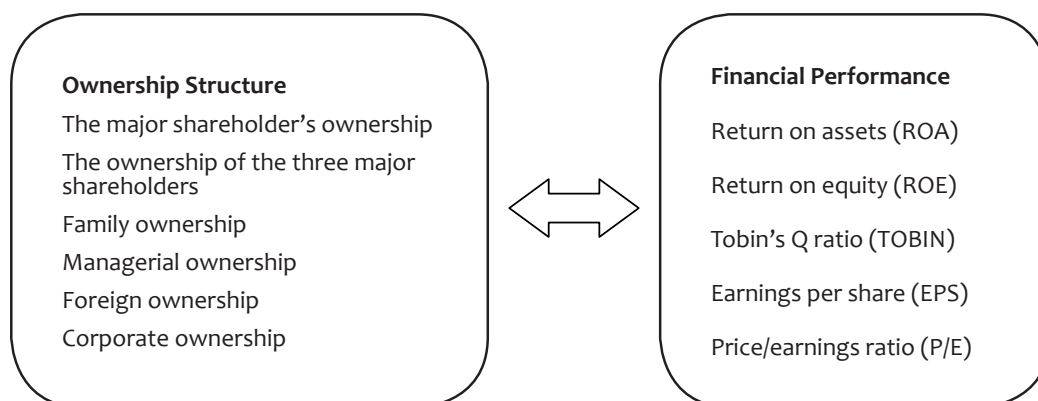 Ownership Structure
The major shareholder’s ownership
The ownership of the three major
shareholders
Family ownership
Managerial ownership
Foreign ownership
Corporate ownership
Financial Performance
Return on assets (ROA)
Return on equity (ROE)
Tobin’s Q ratio (TOBIN)
Earnings per share (EPS)
Price/earnings ratio (P/E)